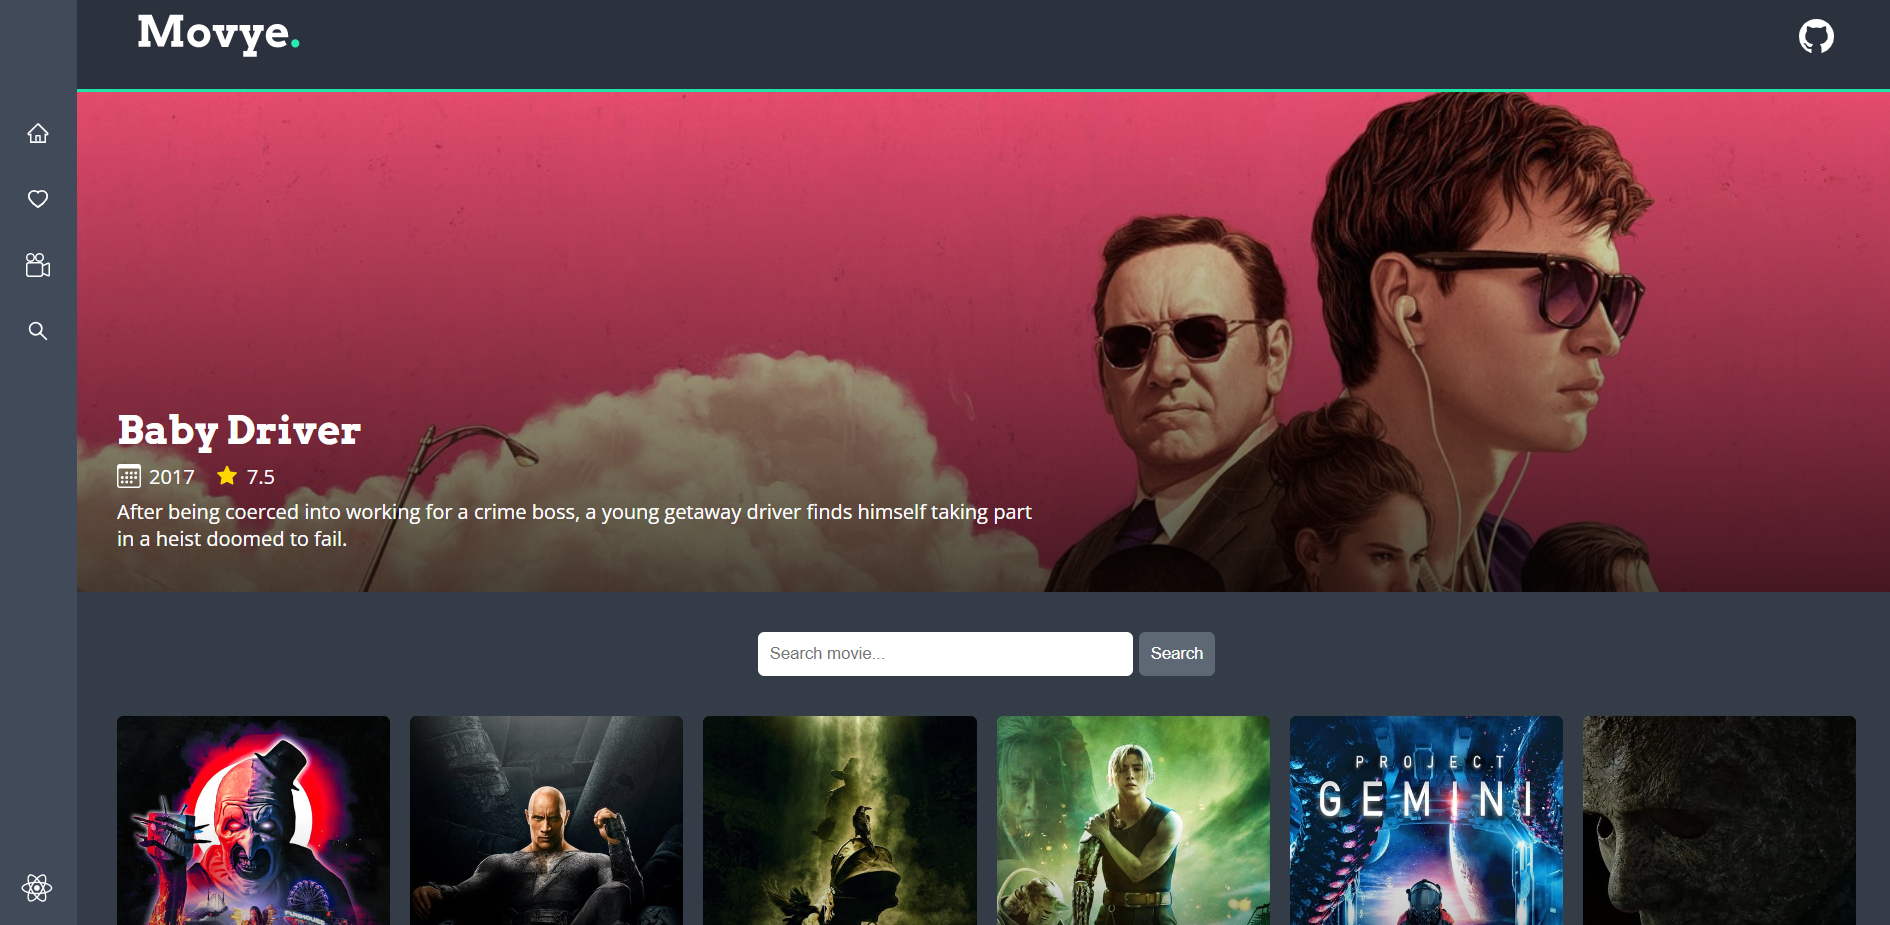 Movye.
Baby Driver
2017 7.5
After being coerced into working for a crime boss, a young getaway driver finds himself taking part
in a heist doomed to fail.
Search movie... Search
PROJECT
GEMINI
FUNHOUSE